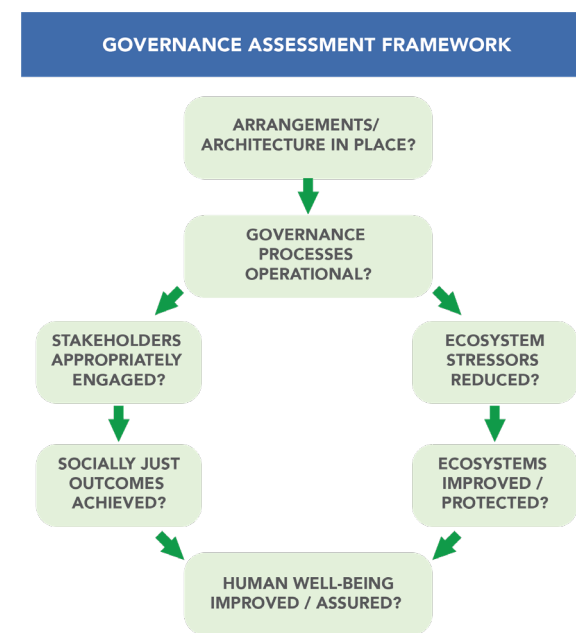 GOVERNANCE ASSESSMENT FRAMEWORK
ARRANGEMENTS/
ARCHITECTURE IN PLACE?
GOVERNANCE
PROCESSES
OPERATIONAL?
STAKEHOLDERS
APPROPRIATELY
ENGAGED?
ECOSYSTEM
STRESSORS
REDUCED?
SOCIALLY JUST
OUTCOMES
ACHIEVED?
ECOSYSTEMS
IMPROVED /
PROTECTED?
HUMAN WELL-BEING
IMPROVED / ASSURED?